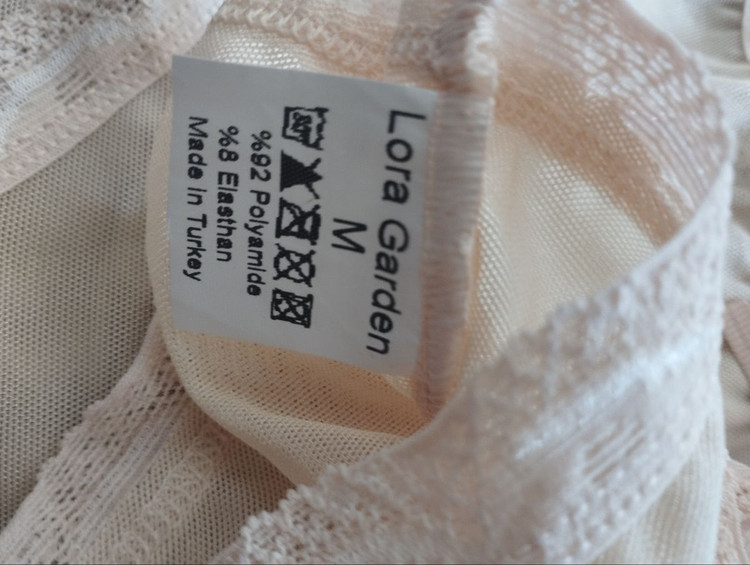 Lora Garden
M
%92 Polyamide
%8 Elasthan
Made in Turkey